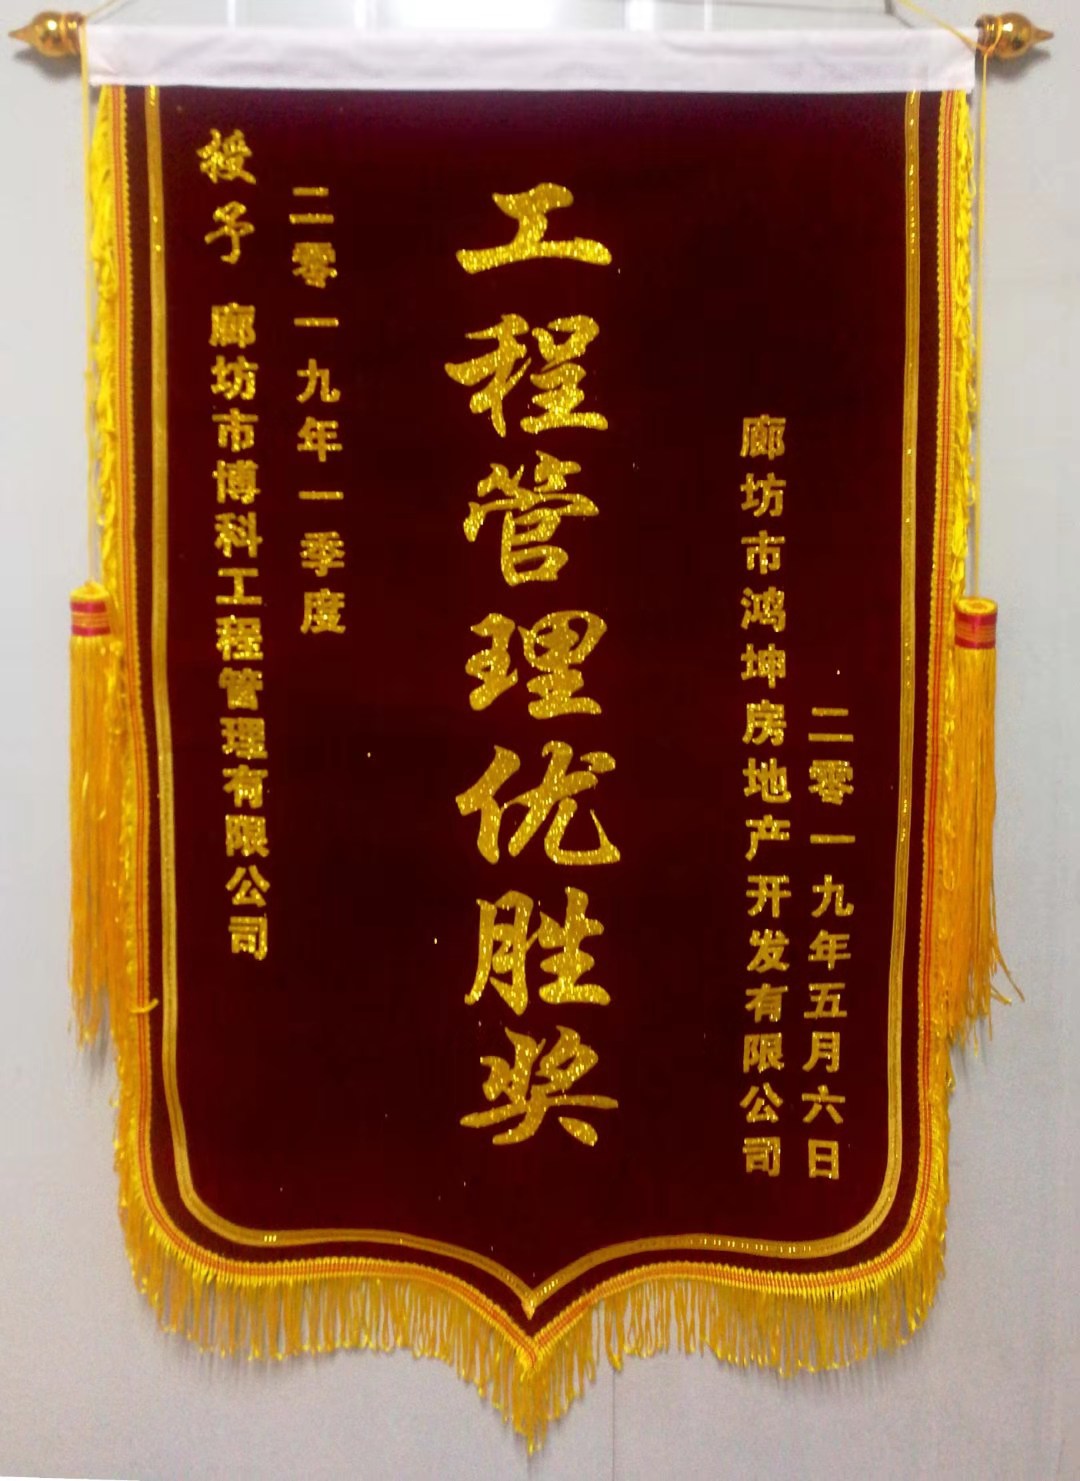 授予 廊坊市博科工程管理有限公司
二零一九年一季度
工程管理优胜奖
廊坊市鸿坤房地产开发有限公司
二零一九年五月六日